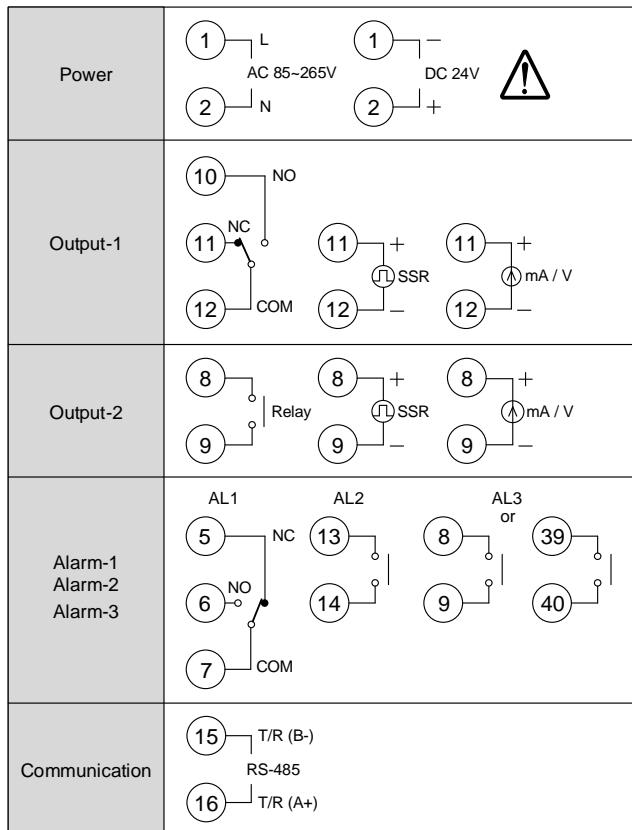 Power
1 L 1 —
AC 85~265V DC 24V
2 N 2 +
Output-1
10 NO
11 NC 11 + 11 +
SSR mA / V
12 COM 12 — 12 —
Output-2
8 8 + 8 +
Relay SSR mA / V
9 9 — 9 —
Alarm-1
Alarm-2
Alarm-3
AL1 AL2 AL3
or
5 NC 13 8 39
6 NO 14 9 40
7 COM
Communication
15 T/R (B-)
RS-485
16 T/R (A+)